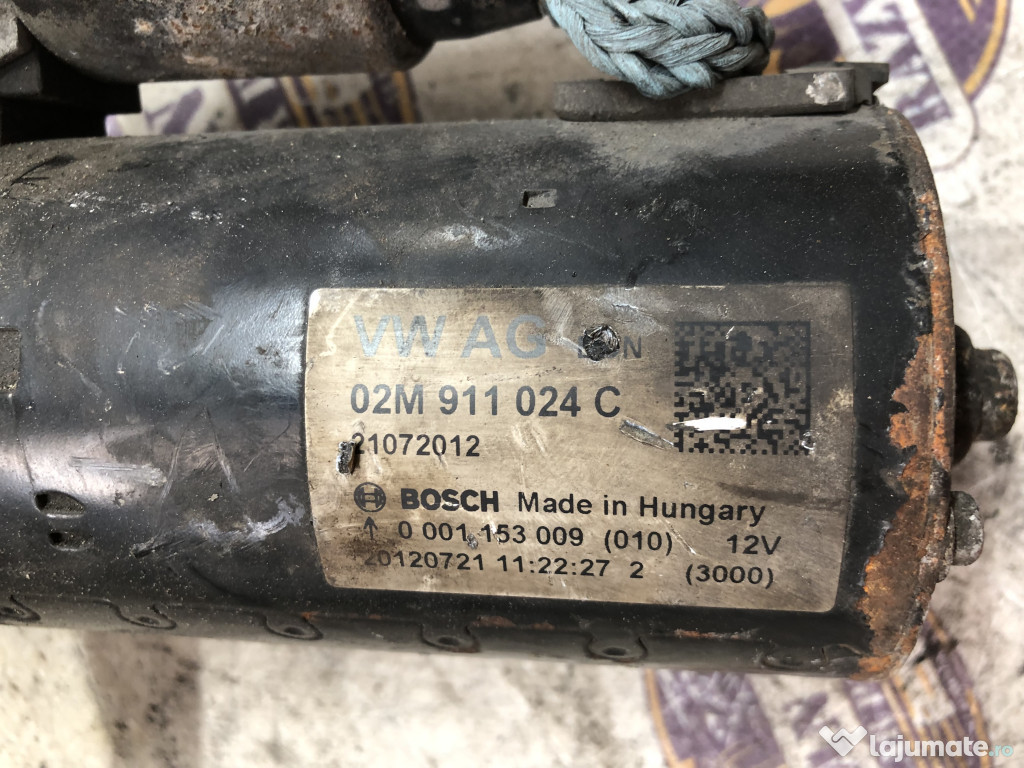 VW AG
02M 911 024 C
21072012
BOSCH Made in Hungary
↑ 0 001 153 009 (010) 12V
20120721 11:22:27 2 (3000)
lajumate.ro